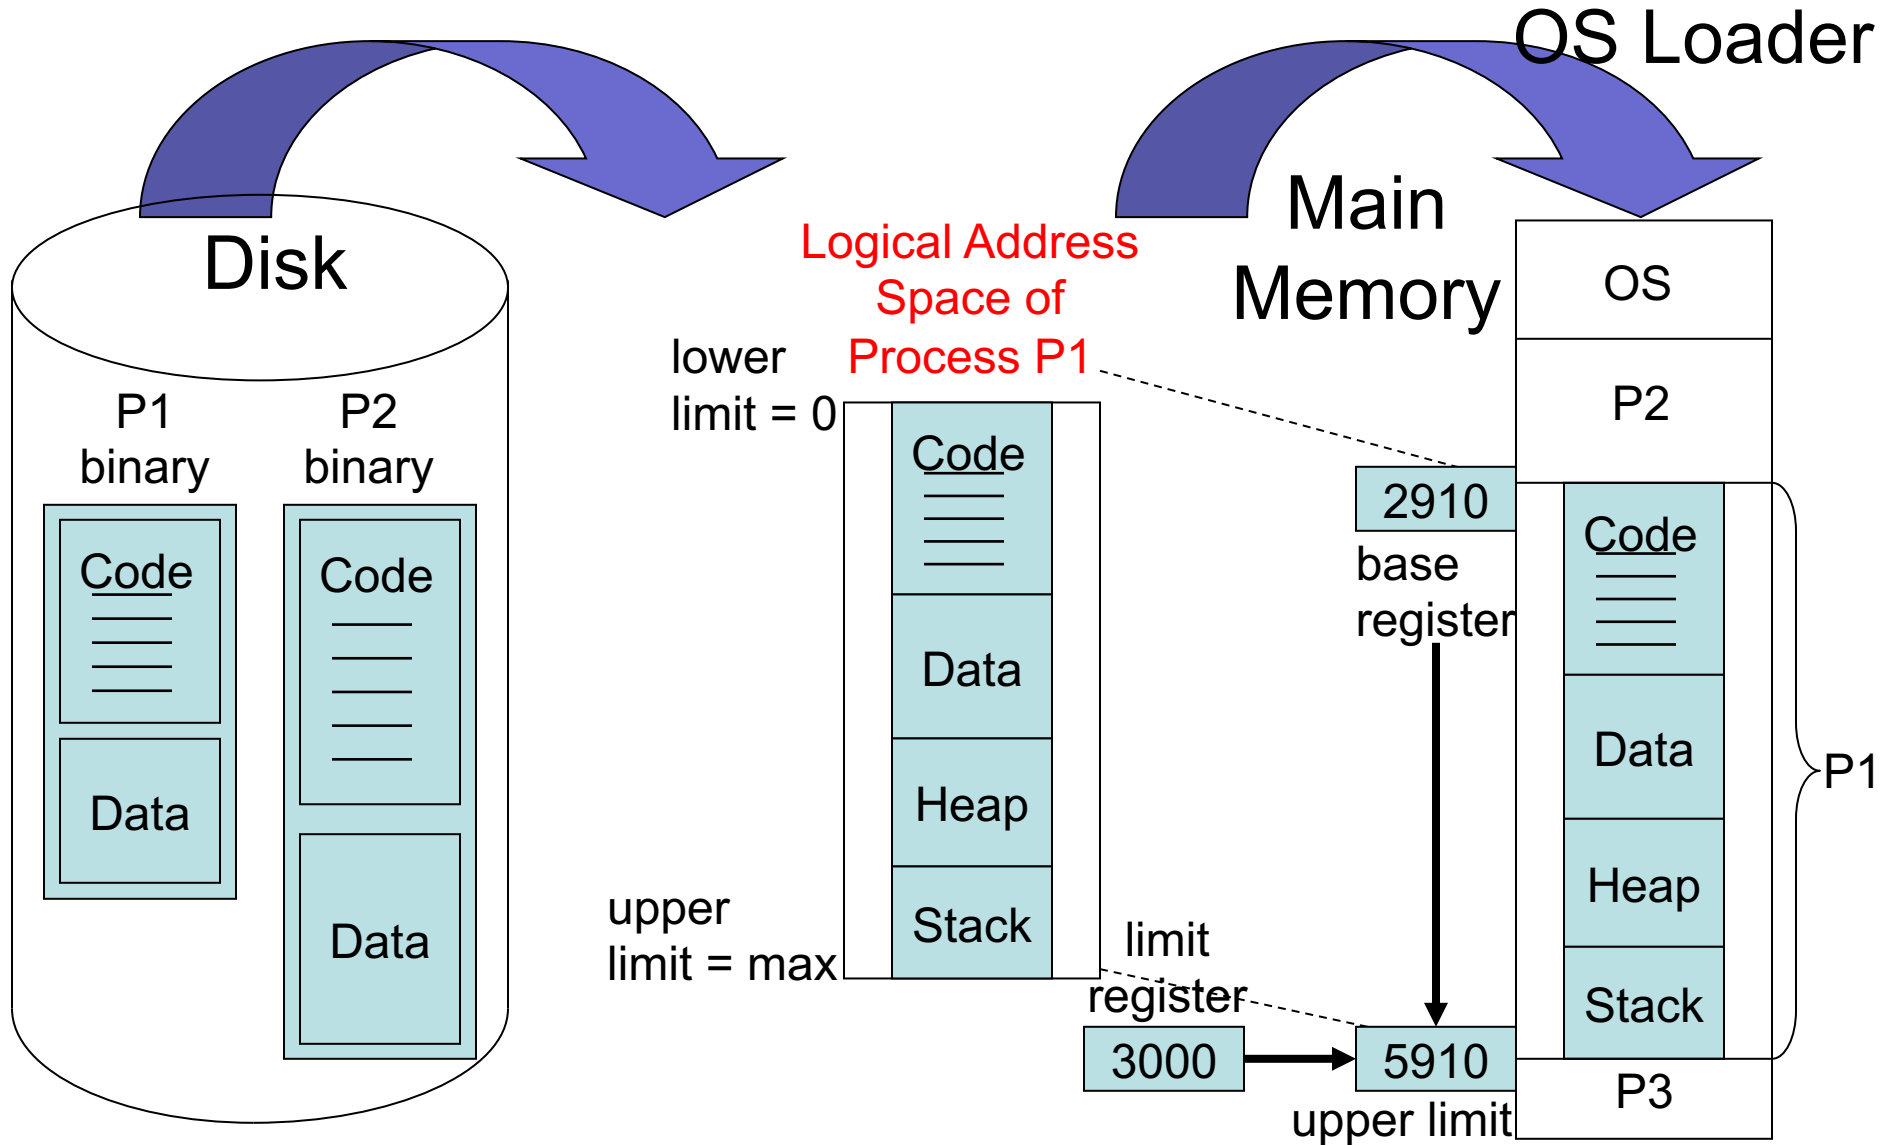 OS Loader
Disk
P1
binary
Code
Data
P2
binary
Code
Data
Logical Address
Space of
Process P1
lower
limit = 0
Code
Data
Heap
Stack
upper
limit = max
Main
Memory
OS
P2
2910
base
register
Code
Data
Heap
Stack
P1
limit
register
3000
5910
upper limit
P3